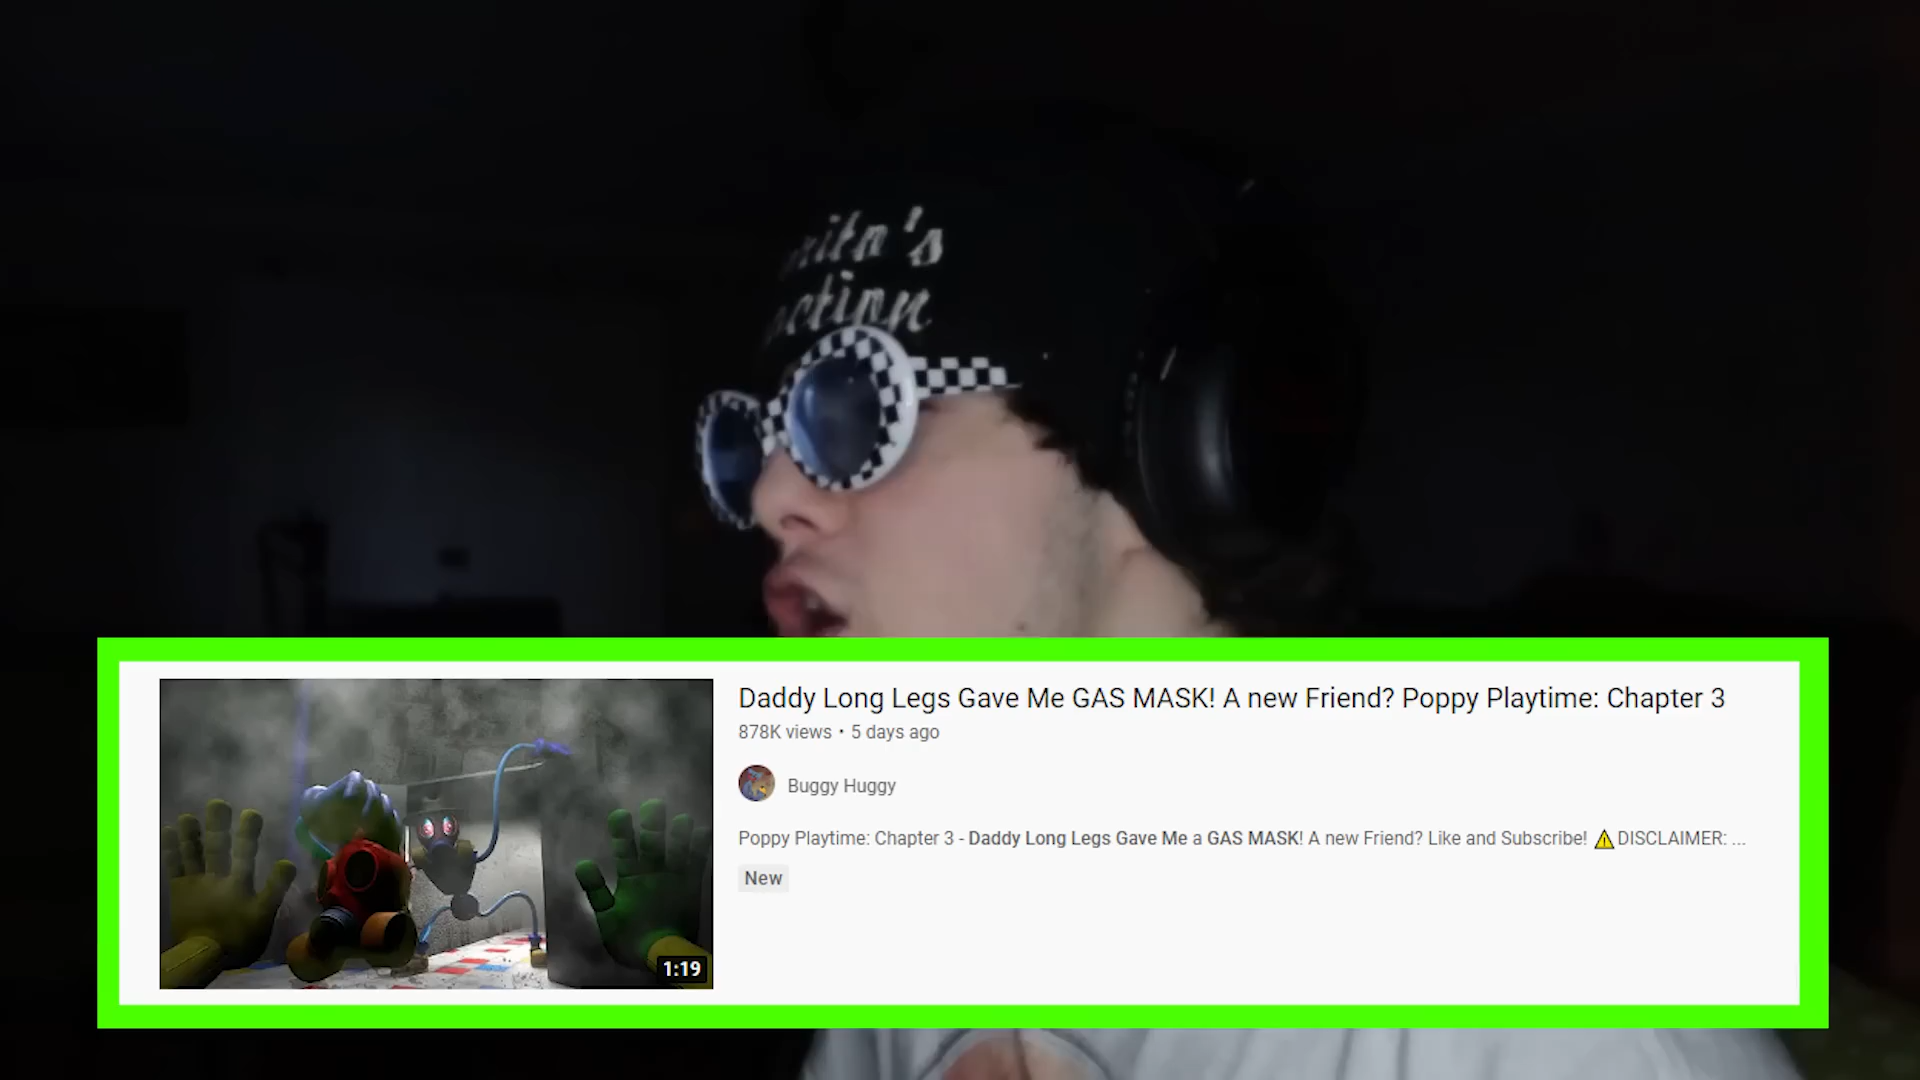 Daddy Long Legs Gave Me GAS MASK! A new Friend? Poppy Playtime: Chapter 3
878K views • 5 days ago
Buggy Huggy
Poppy Playtime: Chapter 3 - Daddy Long Legs Gave Me a GAS MASK! A new Friend? Like and Subscribe! ⚠DISCLAIMER: ...
New
1:19